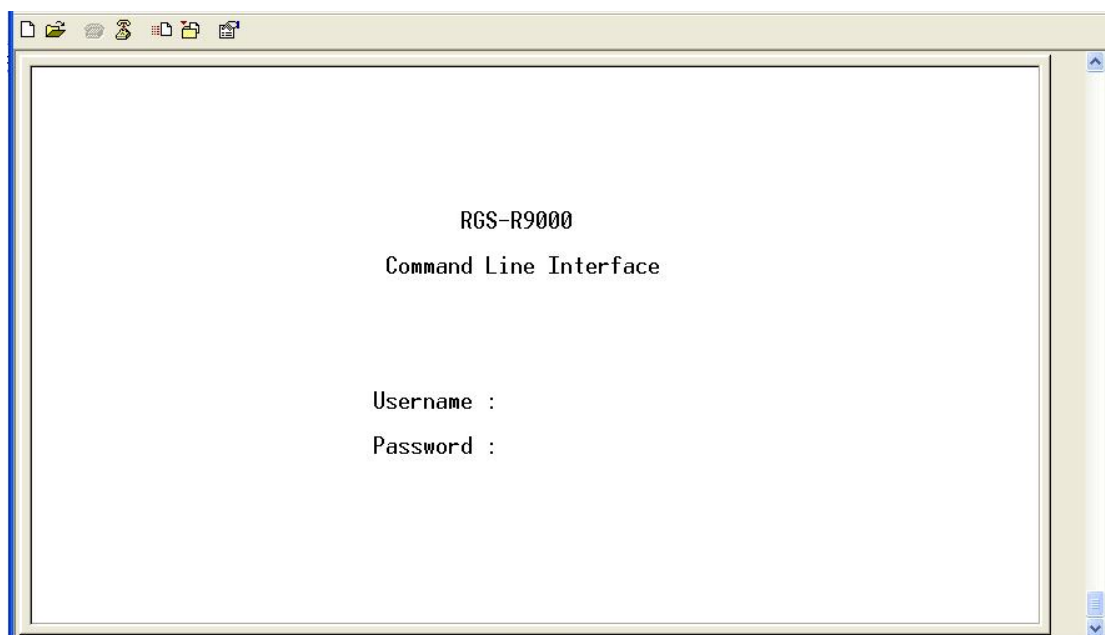 RGS-R9000
Command Line Interface
Username :
Password :